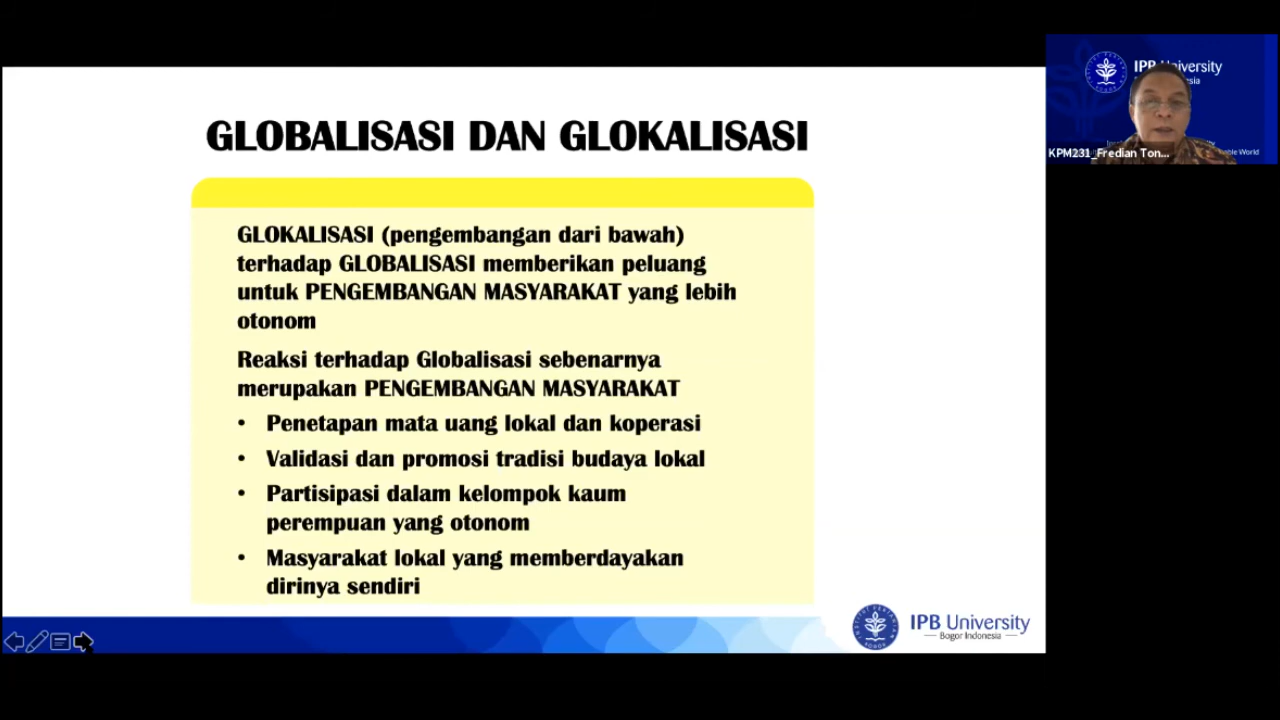 GLOBALISASI DAN GLOKALISASI
GLOKALISASI (pengembangan dari bawah)
terhadap GLOBALISASI memberikan peluang
untuk PENGEMBANGAN MASYARAKAT yang lebih
otonom
Reaksi terhadap Globalisasi sebenarnya
merupakan PENGEMBANGAN MASYARAKAT
• Penetapan mata uang lokal dan koperasi
• Validasi dan promosi tradisi budaya lokal
• Partisipasi dalam kelompok kaum
perempuan yang otonom
• Masyarakat lokal yang memberdayakan
dirinya sendiri
IPB University
Bogor Indonesia
IPB University
KPM231_Fredian Ton...
World